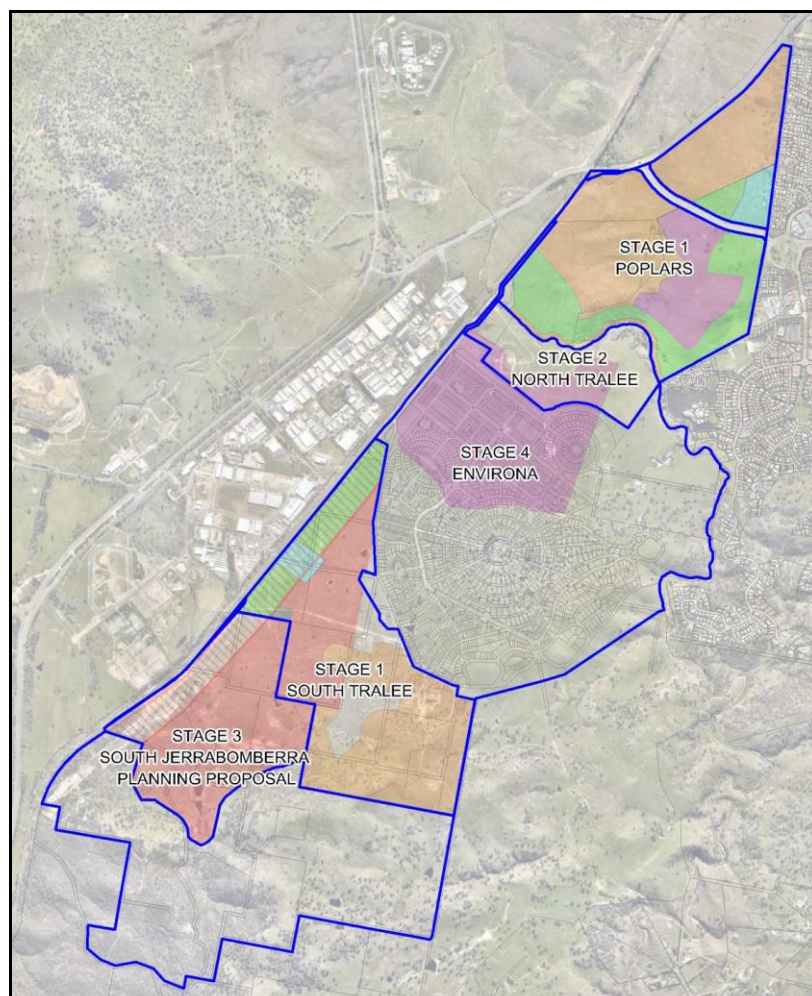 STAGE 1
POPLARS
STAGE 2
NORTH TRALEE
STAGE 4
ENVIRONA
STAGE 1
SOUTH TRALEE
STAGE 3
SOUTH JERRABOMBERRA
PLANNING PROPOSAL